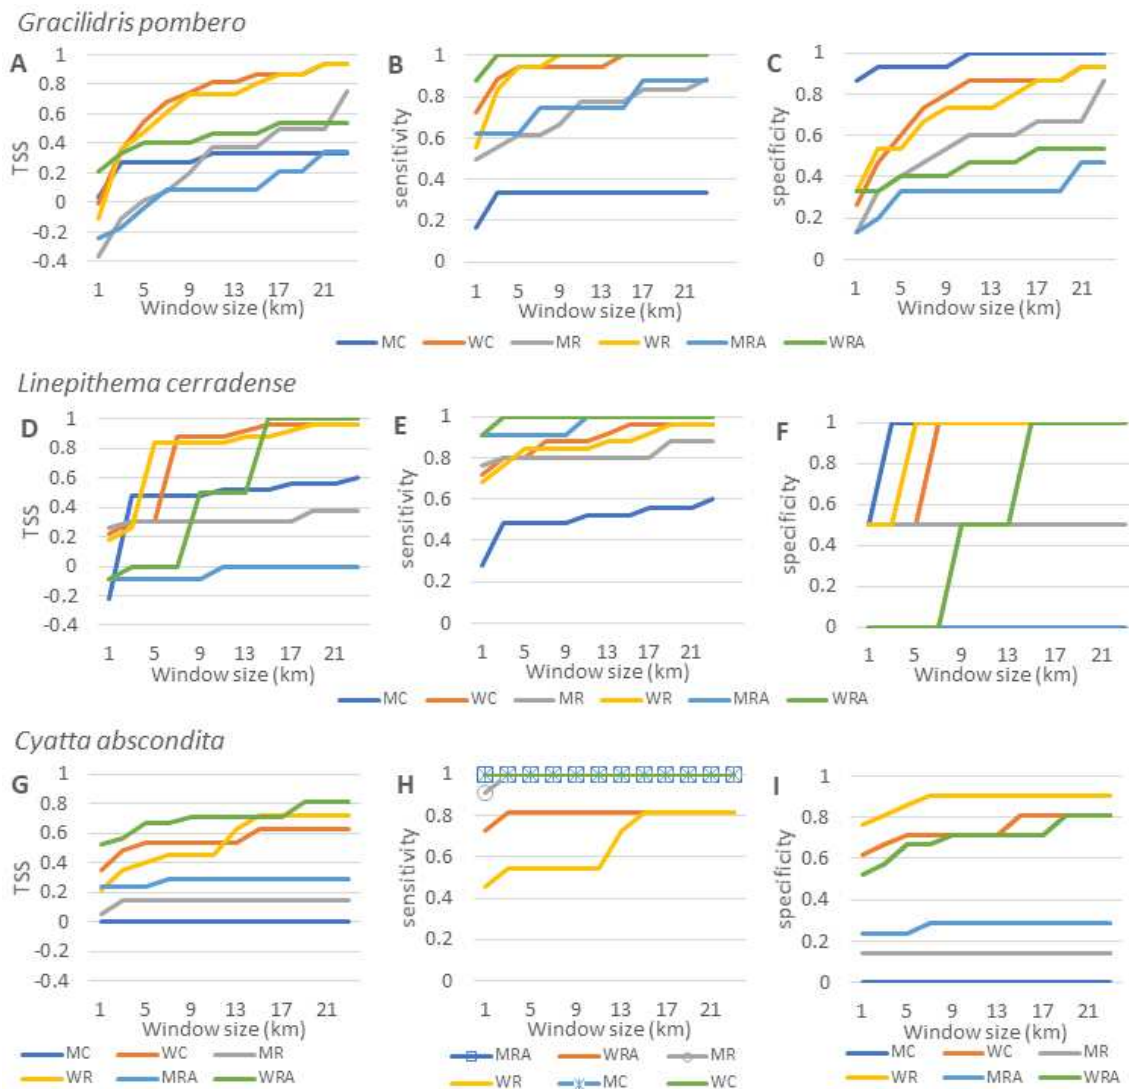 Gracilidris pombero
A
B
C
1
0.8
0.6
0.4
0.2
0
-0.2
-0.4
TSS
1 5 9 13 17 21
Window size (km)
1
0.8
0.6
0.4
0.2
0
sensitivity
1 5 9 13 17 21
Window size (km)
1
0.8
0.6
0.4
0.2
0
specificity
1 5 9 13 17 21
Window size (km)
MC WC MR WR MRA WRA
Linepithema cerradense
D
E
F
1
0.8
0.6
0.4
0.2
0
-0.2
-0.4
TSS
1 5 9 13 17 21
Window size (km)
1
0.8
0.6
0.4
0.2
0
sensitivity
1 5 9 13 17 21
Window size (km)
1
0.8
0.6
0.4
0.2
0
specificity
1 5 9 13 17 21
Window size (km)
MC WC MR WR MRA WRA
Cyatta abscondita
G
H
I
1
0.8
0.6
0.4
0.2
0
-0.2
-0.4
TSS
1 5 9 13 17 21
Window size (km)
MC WC MR
WR MRA WRA
1
0.8
0.6
0.4
0.2
0
sensitivity
1 5 9 13 17 21
Window size (km)
MRA WRA MR
WR MC WC
1
0.8
0.6
0.4
0.2
0
specificity
1 5 9 13 17 21
Window size (km)
MC WC MR
WR MRA WRA